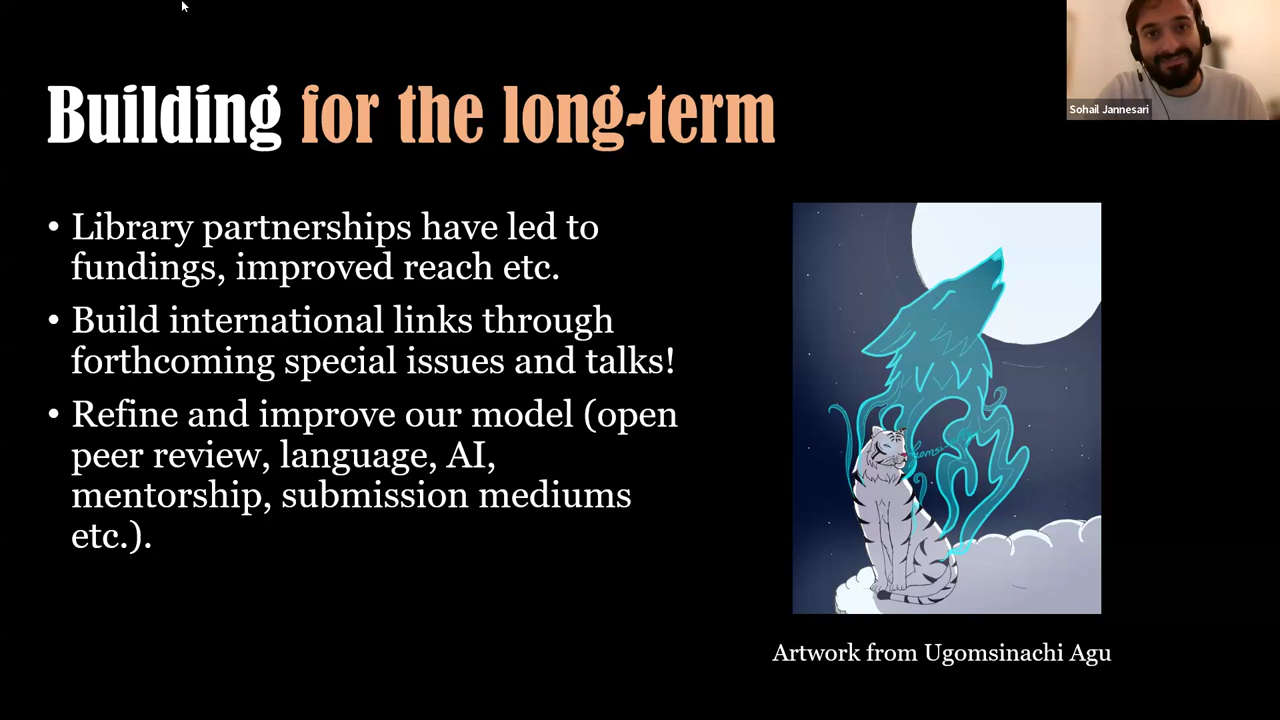 Building for the long-term
Sohail Jannesari
• Library partnerships have led to
fundings, improved reach etc.
• Build international links through
forthcoming special issues and talks!
• Refine and improve our model (open
peer review, language, AI,
mentorship, submission mediums
etc.).
Artwork from Ugomsinachi Agu